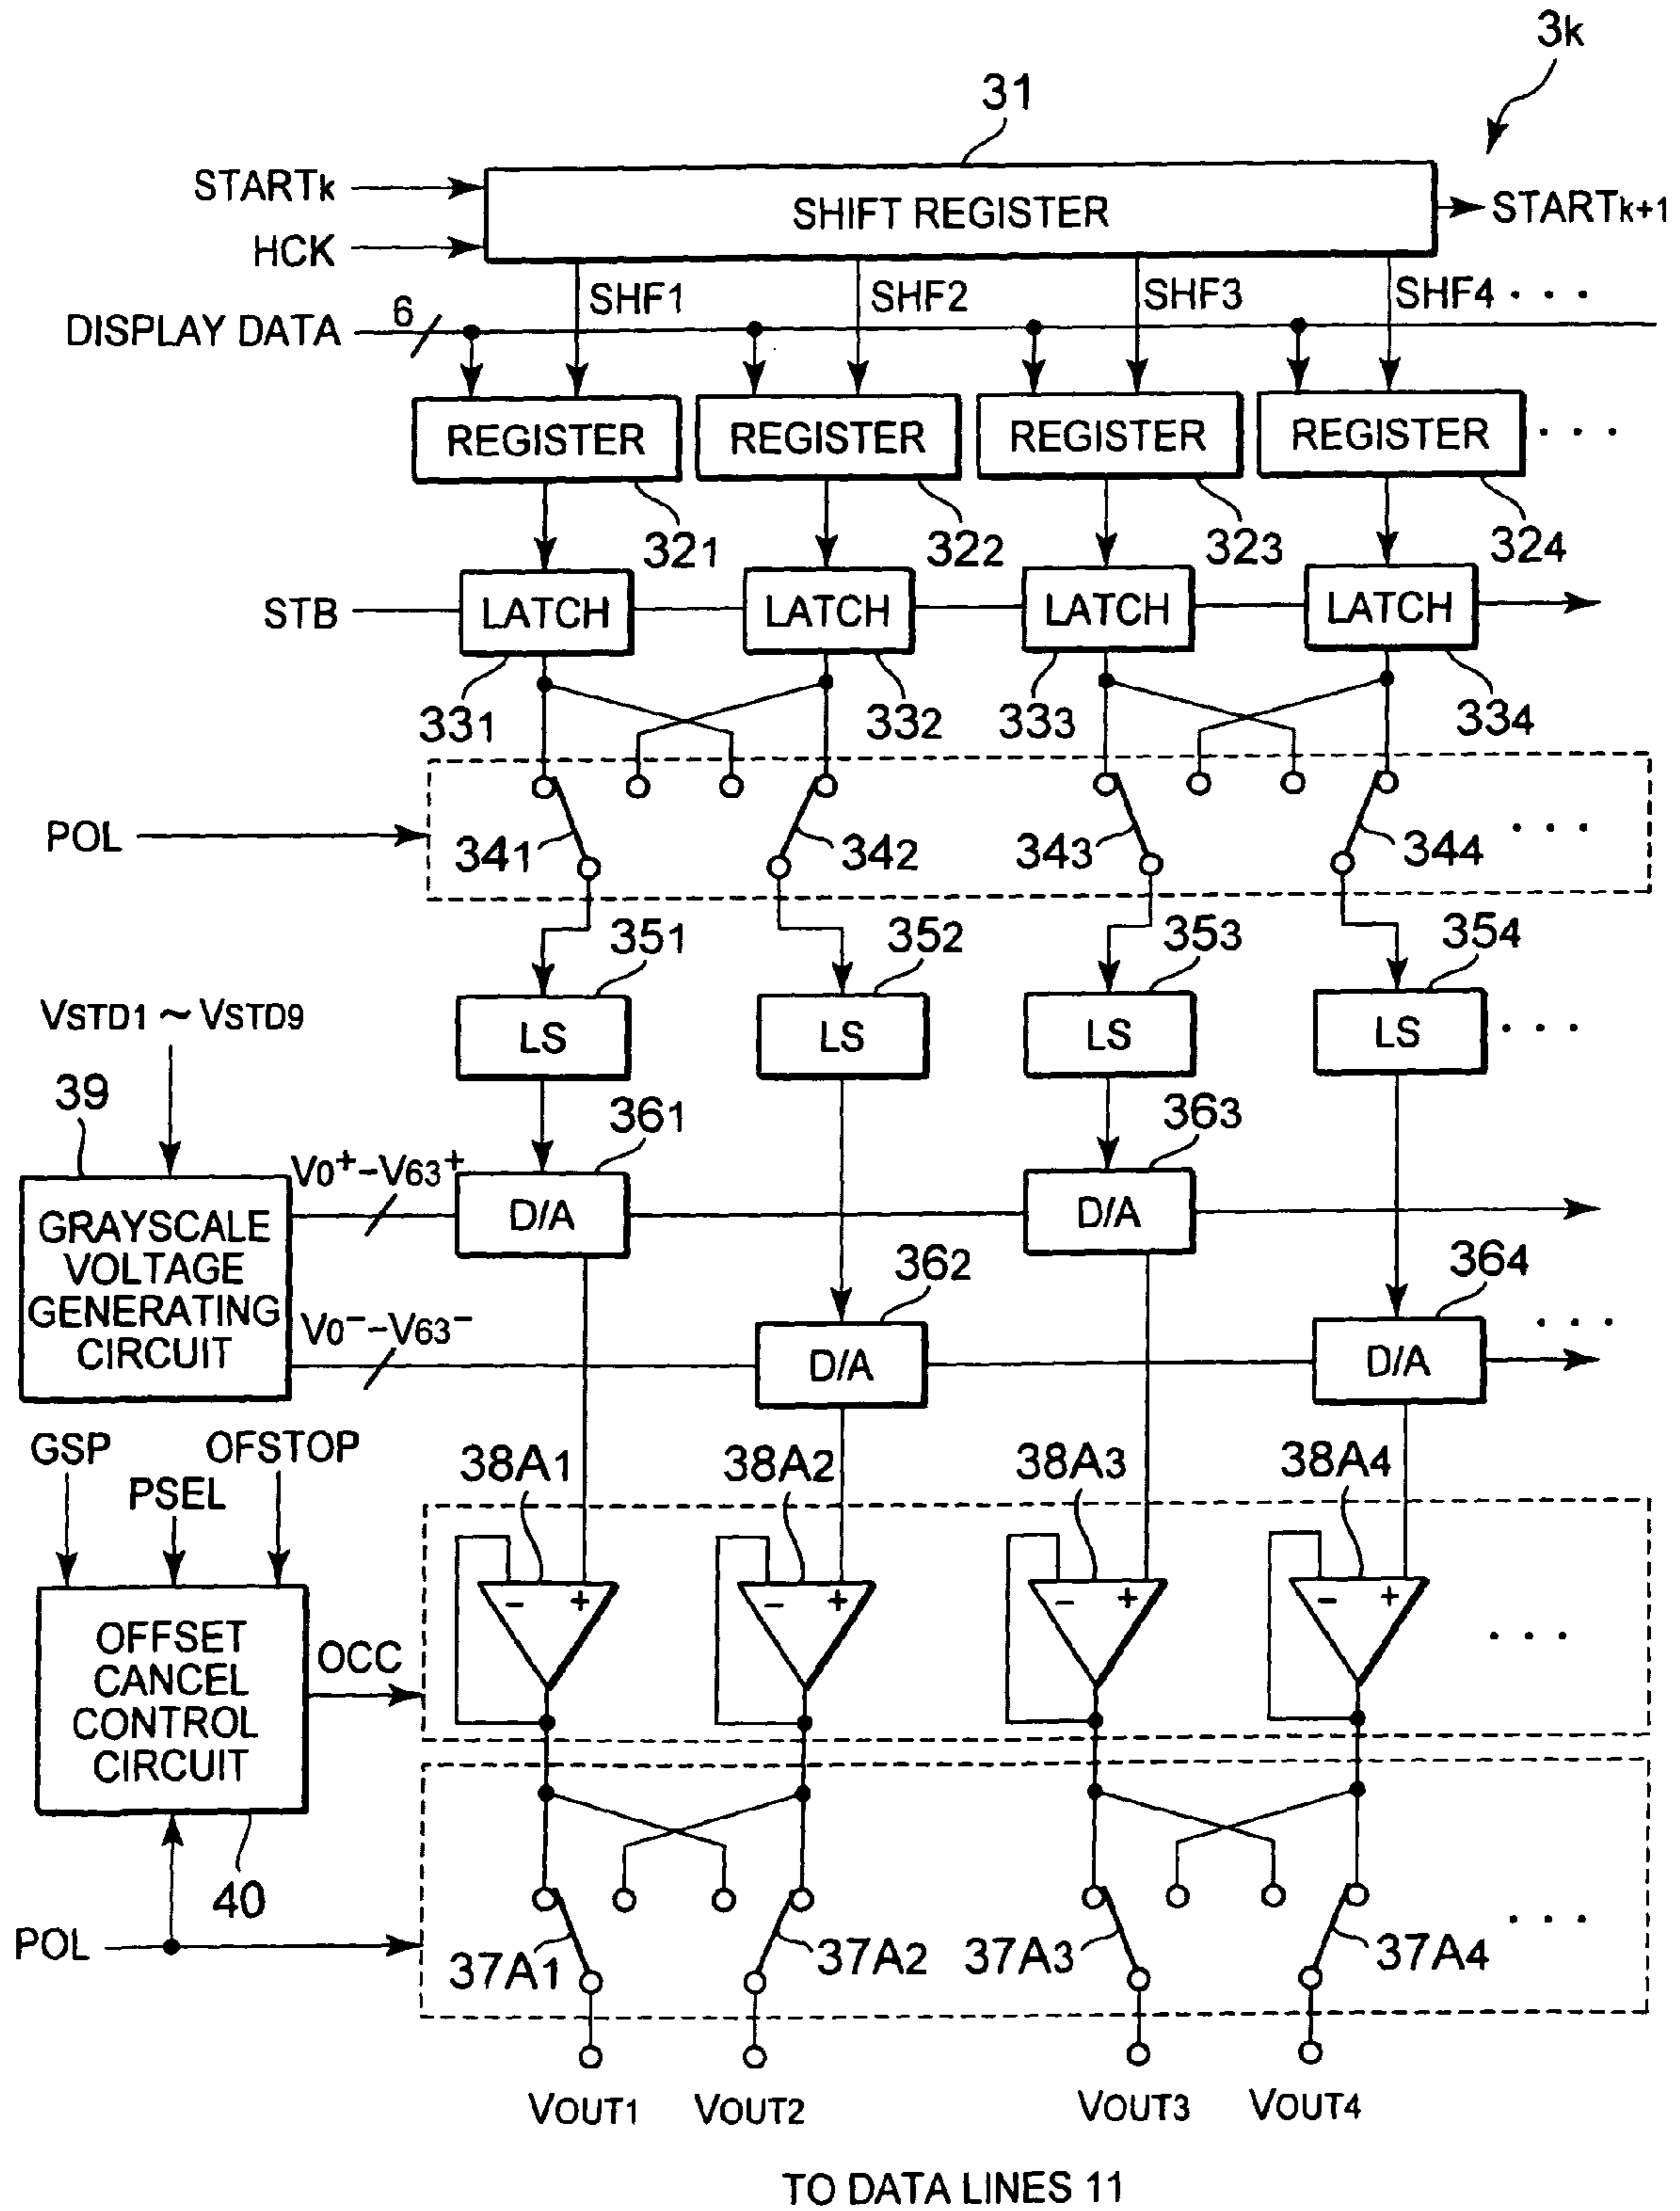 3k
31
STARTk
SHIFT REGISTER
STARTk+1
HCK
SHF1
SHF2
SHF3
SHF4 · · ·
DISPLAY DATA
6
REGISTER
REGISTER
REGISTER
REGISTER
· · ·
321
322
323
324
STB
LATCH
LATCH
LATCH
LATCH
331
332
333
334
POL
341
342
343
344
· · ·
351
352
353
354
VSTD1 ~ VSTD9
LS
LS
LS
LS
· · ·
39
361
363
V0+–V63+
GRAYSCALE
VOLTAGE
GENERATING
CIRCUIT
D/A
D/A
362
364
V0-–V63-
D/A
D/A
· · ·
GSP
OFSTOP
PSEL
38A1
38A2
38A3
38A4
− +
− +
− +
− +
· · ·
OFFSET
CANCEL
CONTROL
CIRCUIT
OCC
40
POL
37A1
37A2
37A3
37A4
· · ·
VOUT1
VOUT2
VOUT3
VOUT4
TO DATA LINES 11